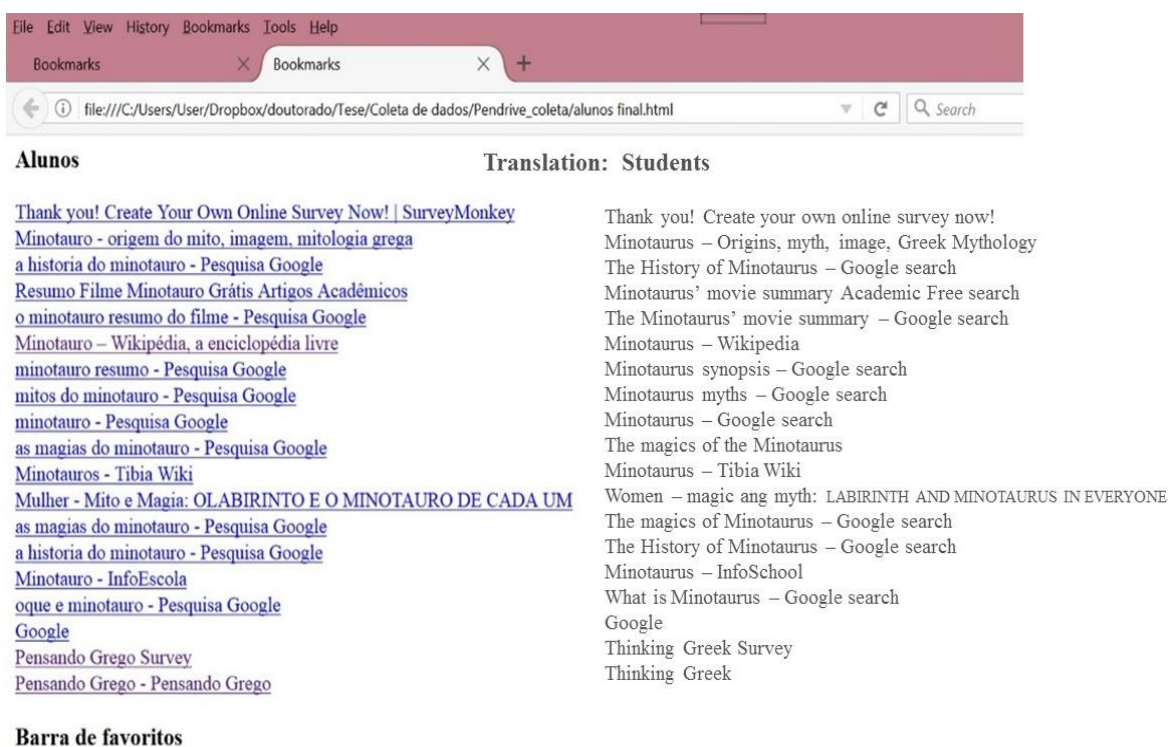 File Edit View History Bookmarks Tools Help
Bookmarks Bookmarks
file:///C:/Users/User/Dropbox/doutorado/Tese/Coleta de dados/Pendrive_coleta/alunos final.html Search
Alunos Translation: Students
Thank you! Create Your Own Online Survey Now! | SurveyMonkey
Minotauro - origem do mito, imagem, mitologia grega
a historia do minotauro - Pesquisa Google
Resumo Filme Minotauro Grátis Artigos Acadêmicos
o minotauro resumo do filme - Pesquisa Google
Minotauro – Wikipédia, a enciclopédia livre
minotauro resumo - Pesquisa Google
mitos do minotauro - Pesquisa Google
minotauro - Pesquisa Google
as magias do minotauro - Pesquisa Google
Minotauros - Tibia Wiki
Mulher - Mito e Magia: OLABIRINTO E O MINOTAURO DE CADA UM
as magias do minotauro - Pesquisa Google
a historia do minotauro - Pesquisa Google
Minotauro - InfoEscola
oque e minotauro - Pesquisa Google
Google
Pensando Grego Survey
Pensando Grego - Pensando Grego
Thank you! Create your own online survey now!
Minotaurus – Origins, myth, image, Greek Mythology
The History of Minotaurus – Google search
Minotaurus’ movie summary Academic Free search
The Minotaurus’ movie summary – Google search
Minotaurus – Wikipedia
Minotaurus synopsis – Google search
Minotaurus myths – Google search
Minotaurus – Google search
The magics of the Minotaurus
Minotaurus – Tibia Wiki
Women – magic ang myth: LABIRINTH AND MINOTAURUS IN EVERYONE
The magics of Minotaurus – Google search
The History of Minotaurus – Google search
Minotaurus – InfoSchool
What is Minotaurus – Google search
Google
Thinking Greek Survey
Thinking Greek
Barra de favoritos